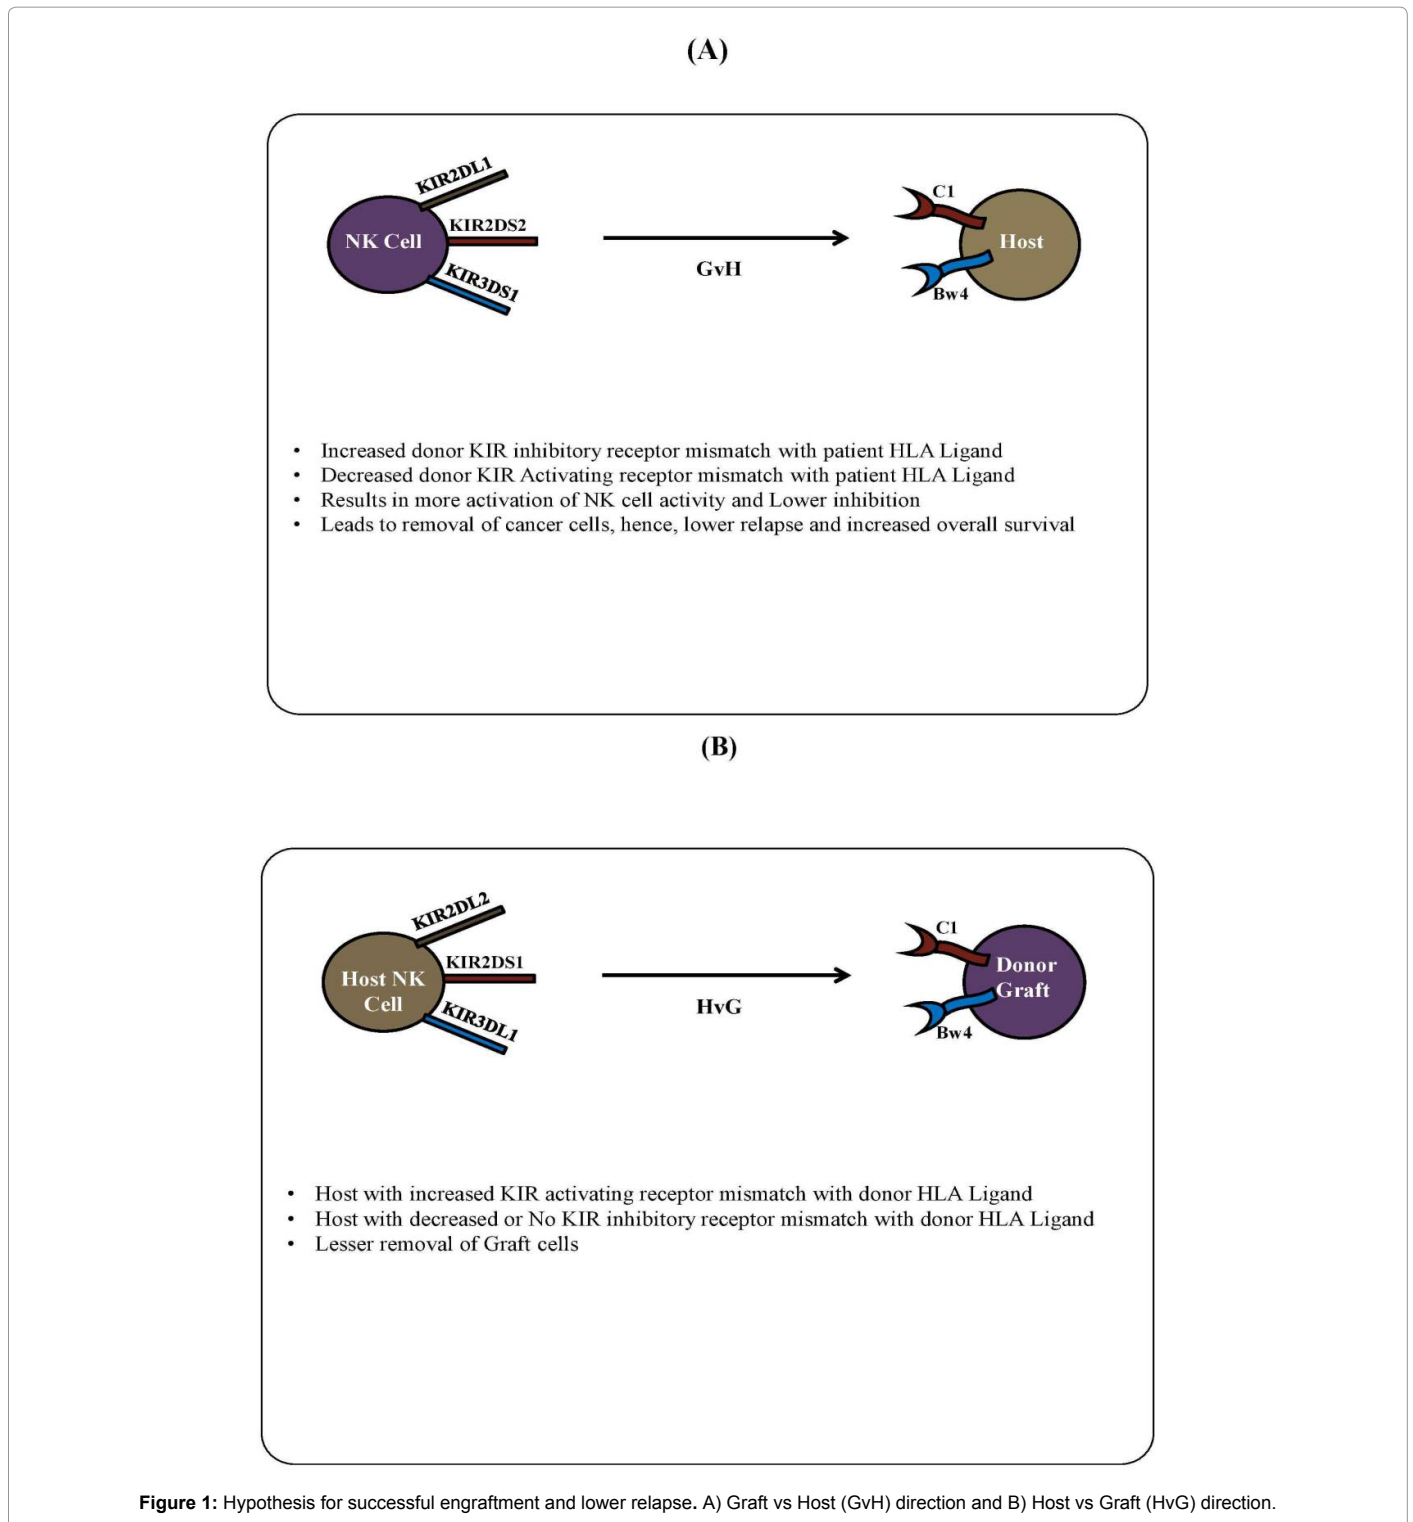 (A)
KIR2DL1
KIR2DS2
KIR3DS1
NK Cell
GvH
C1
Host
Bw4
• Increased donor KIR inhibitory receptor mismatch with patient HLA Ligand
• Decreased donor KIR Activating receptor mismatch with patient HLA Ligand
• Results in more activation of NK cell activity and Lower inhibition
• Leads to removal of cancer cells, hence, lower relapse and increased overall survival
(B)
KIR2DL2
KIR2DS1
KIR3DL1
Host NK
Cell
HvG
C1
Donor
Graft
Bw4
• Host with increased KIR activating receptor mismatch with donor HLA Ligand
• Host with decreased or No KIR inhibitory receptor mismatch with donor HLA Ligand
• Lesser removal of Graft cells
Figure 1: Hypothesis for successful engraftment and lower relapse. A) Graft vs Host (GvH) direction and B) Host vs Graft (HvG) direction.